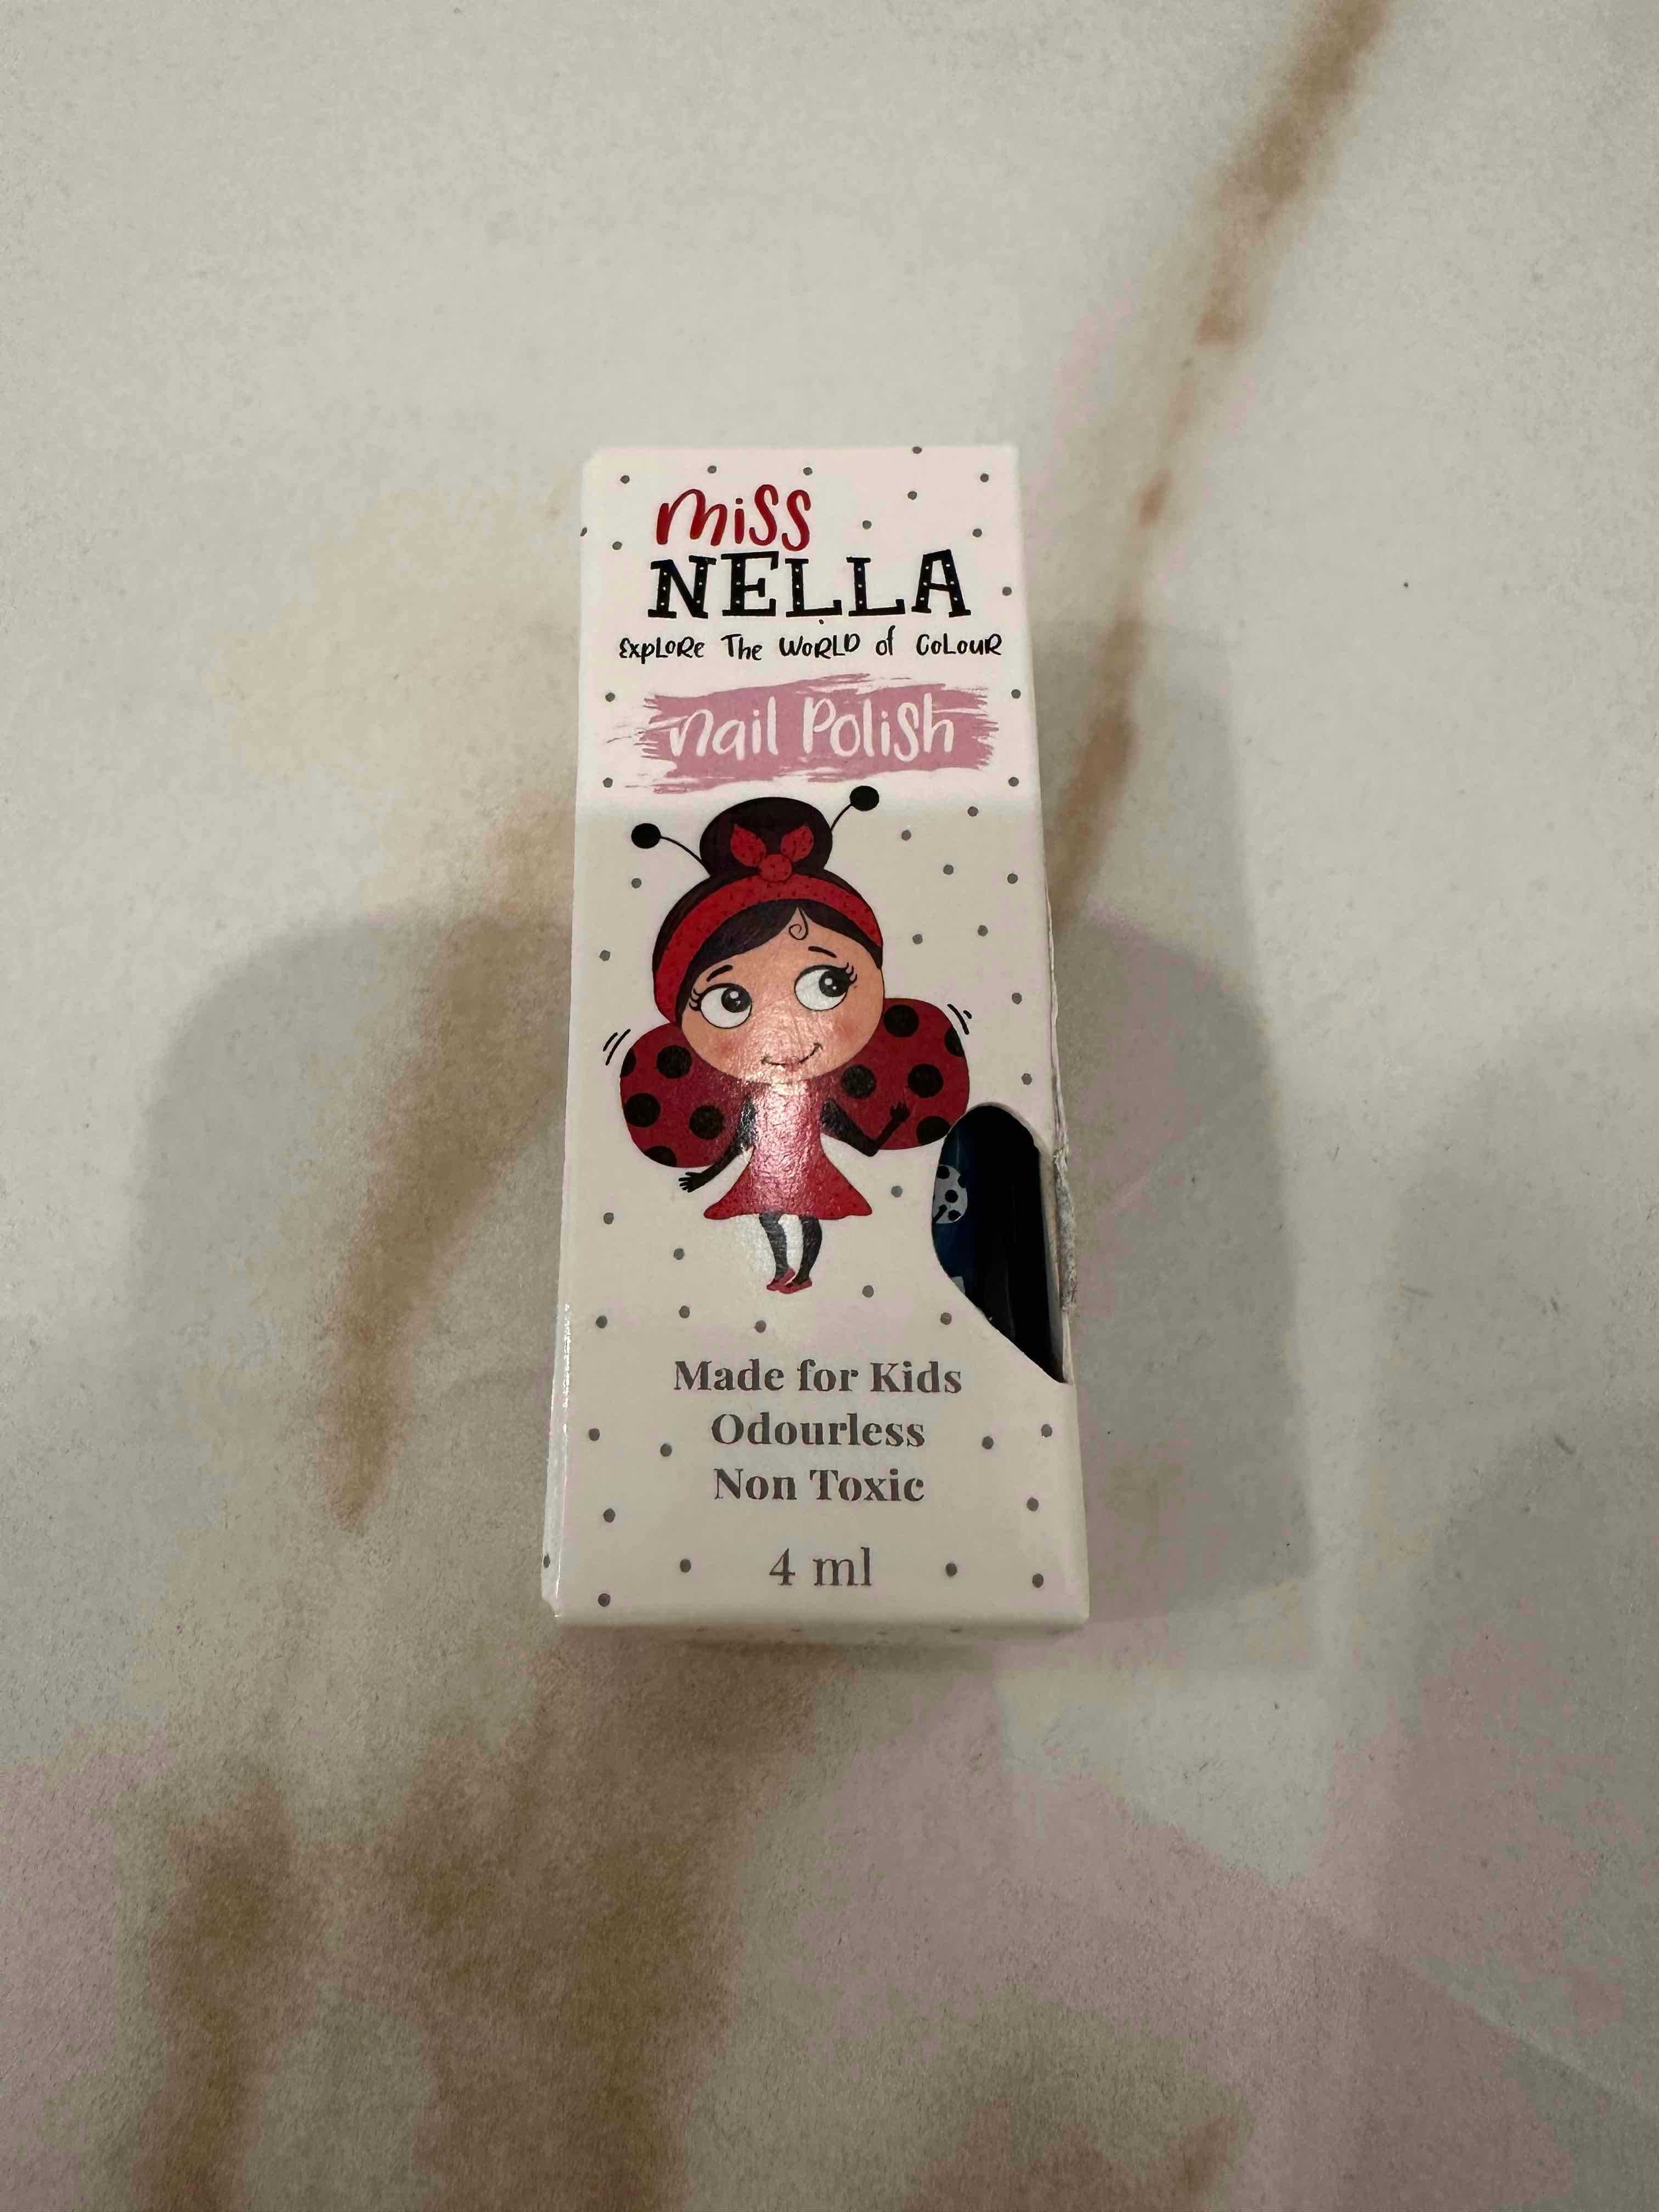 miss
NELLA
ExpLoRe The WoRLD of CoLouR
nail Polish
Made for Kids
Odourless
Non Toxic
4 ml